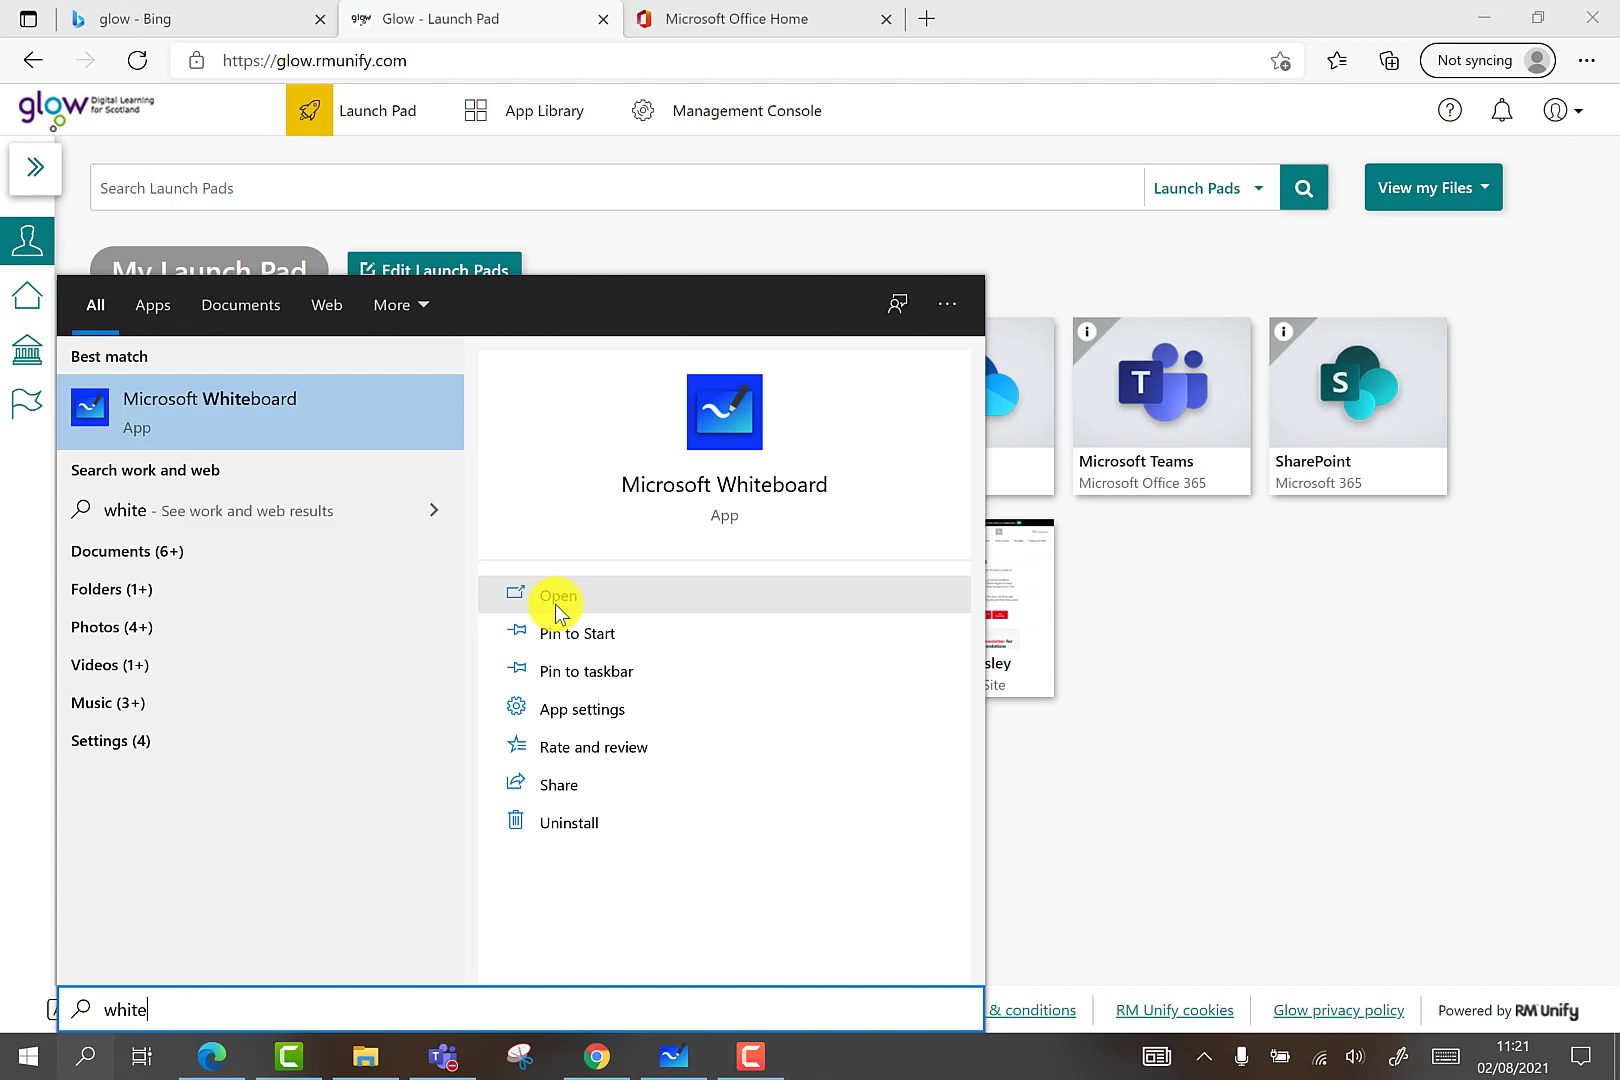 glow - Bing
glow Glow - Launch Pad
Microsoft Office Home
https://glow.rmunify.com
Not syncing
glow Digital Learning
for Scotland
Launch Pad
App Library
Management Console
Search Launch Pads
Launch Pads
View my Files
My Launch Pad
Edit Launch Pads
All
Apps
Documents
Web
More
Best match
Microsoft Whiteboard
App
Search work and web
white - See work and web results
Documents (6+)
Folders (1+)
Photos (4+)
Videos (1+)
Music (3+)
Settings (4)
Microsoft Whiteboard
App
Open
Pin to Start
Pin to taskbar
App settings
Rate and review
Share
Uninstall
T
Microsoft Teams
Microsoft Office 365
S
SharePoint
Microsoft 365
sley
Site
white
& conditions
RM Unify cookies
Glow privacy policy
Powered by RM Unify
11:21
02/08/2021